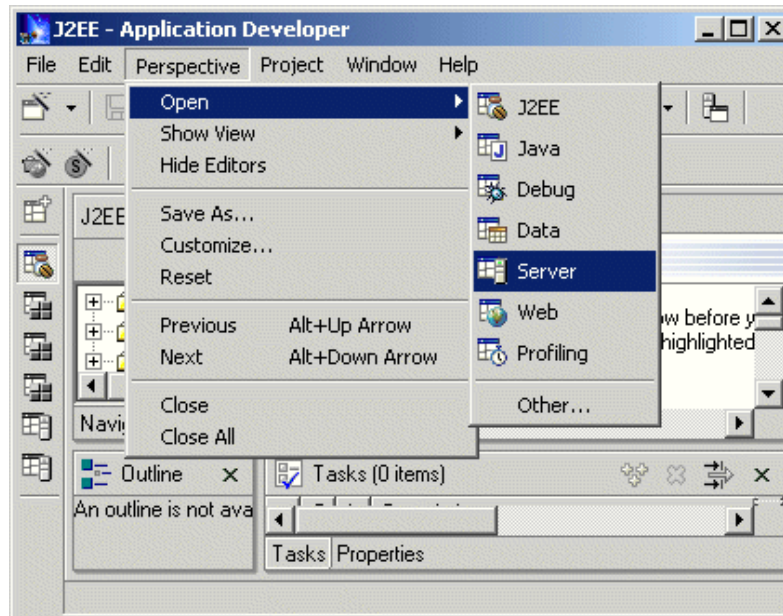 J2EE - Application Developer
File Edit Perspective Project Window Help
Open
Show View
Hide Editors
Save As...
Customize...
Reset
Previous Alt+Up Arrow
Next Alt+Down Arrow
Close
Close All
J2EE
Java
Debug
Data
Server
Web
Profiling
Other...
J2EE
w before y
highlighted
Navi
Outline
An outline is not ava
Tasks (0 items)
Tasks Properties